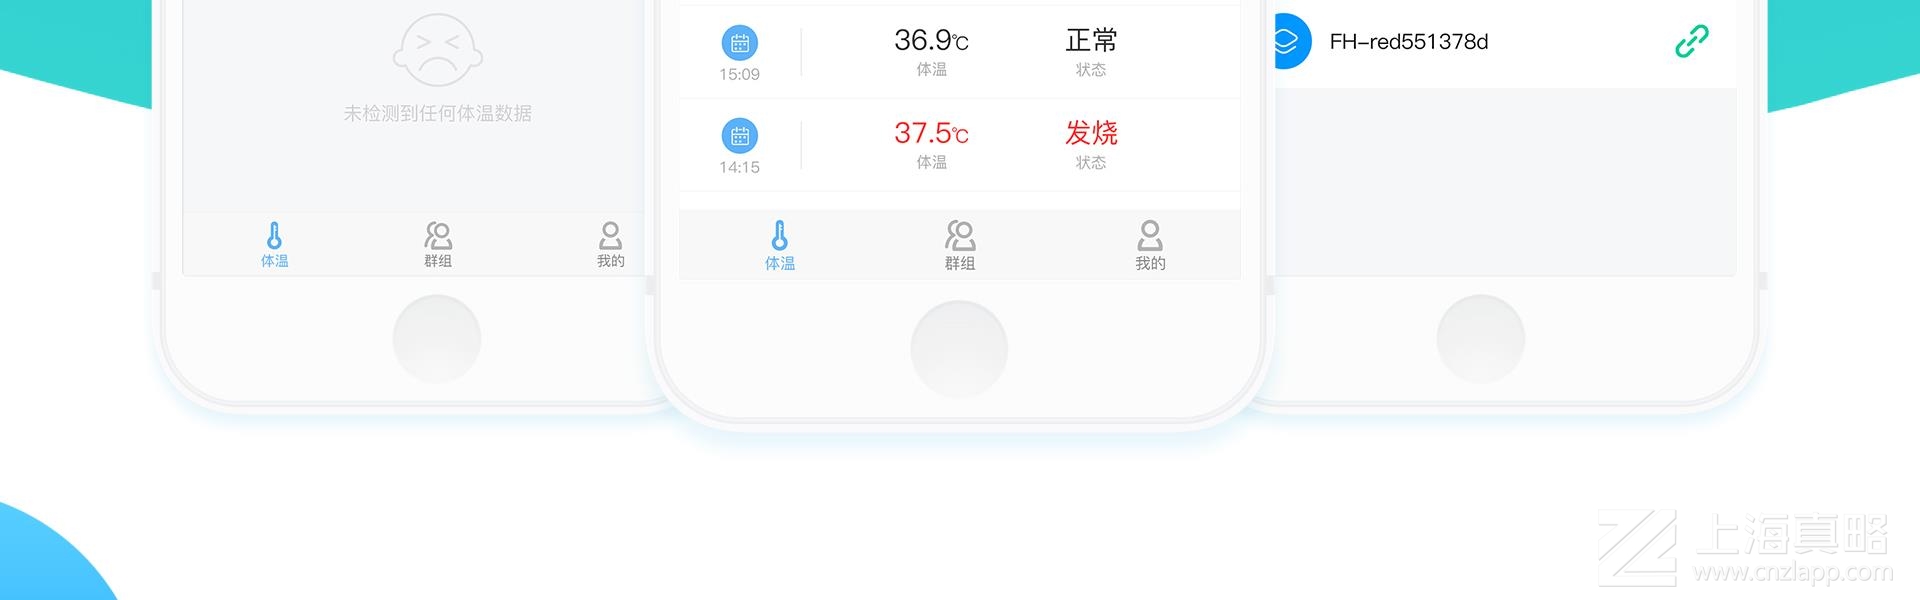 未检测到任何体温数据
体温
群组
我的
36.9℃
正常
15:09
体温
状态
37.5℃
发烧
14:15
体温
状态
体温
群组
我的
FH-red551378d
上海真略
www.cnzlapp.com